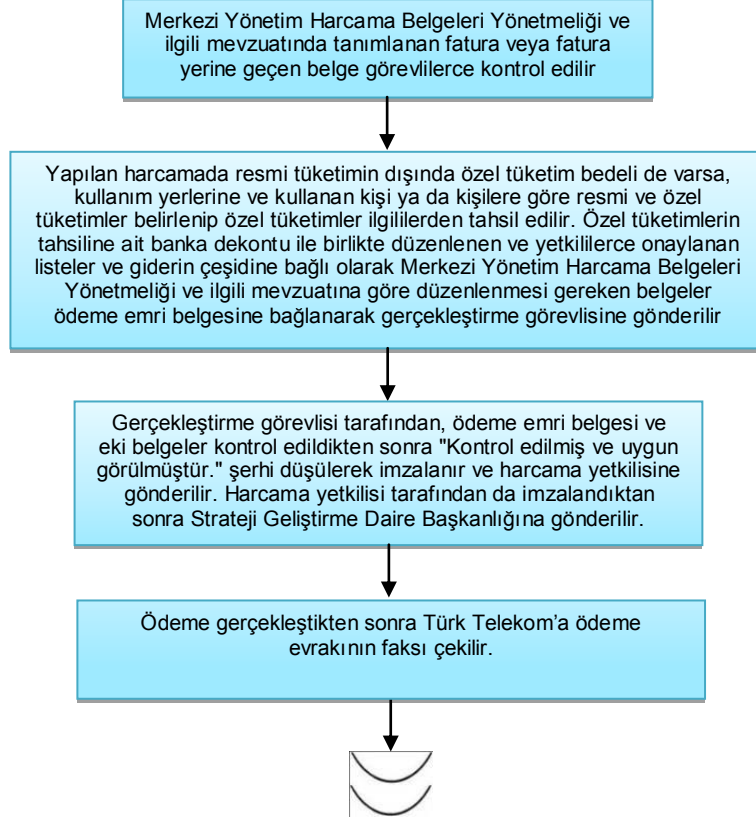 Merkezi Yönetim Harcama Belgeleri Yönetmeliği ve
ilgili mevzuatında tanımlanan fatura veya fatura
yerine geçen belge görevlilerce kontrol edilir
Yapılan harcamada resmi tüketimin dışında özel tüketim bedeli de varsa,
kullanım yerlerine ve kullanan kişi ya da kişilere göre resmi ve özel
tüketimler belirlenip özel tüketimler ilgililerden tahsil edilir. Özel tüketimlerin
tahsiline ait banka dekontu ile birlikte düzenlenen ve yetkililerce onaylanan
listeler ve giderin çeşidine bağlı olarak Merkezi Yönetim Harcama Belgeleri
Yönetmeliği ve ilgili mevzuatına göre düzenlenmesi gereken belgeler
ödeme emri belgesine bağlanarak gerçekleştirme görevlisine gönderilir
Gerçekleştirme görevlisi tarafından, ödeme emri belgesi ve
eki belgeler kontrol edildikten sonra "Kontrol edilmiş ve uygun
görülmüştür." şerhi düşülerek imzalanır ve harcama yetkilisine
gönderilir. Harcama yetkilisi tarafından da imzalandıktan
sonra Strateji Geliştirme Daire Başkanlığına gönderilir.
Ödeme gerçekleştikten sonra Türk Telekom’a ödeme
evrakının faksı çekilir.